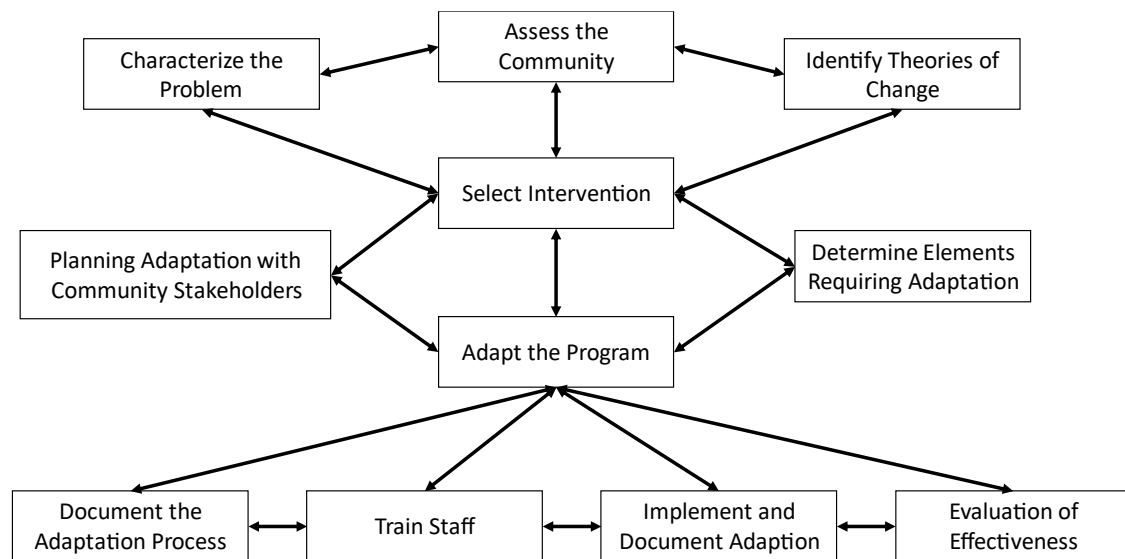 Assess the
Community
Characterize the
Problem
Identify Theories of
Change
Select Intervention
Planning Adaptation with
Community Stakeholders
Determine Elements
Requiring Adaptation
Adapt the Program
Document the
Adaptation Process
Train Staff
Implement and
Document Adaption
Evaluation of
Effectiveness